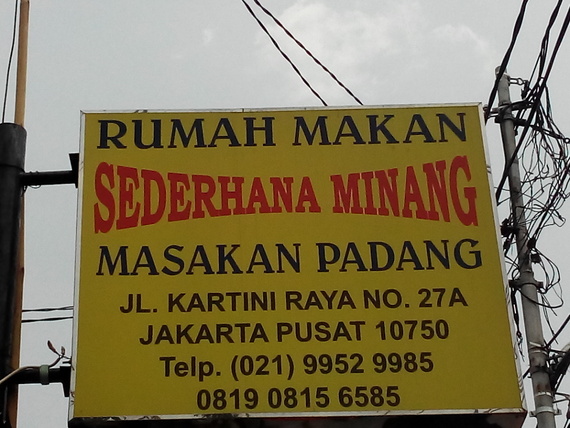 RUMAH MAKAN
SEDERHANA MINANG
MASAKAN PADANG
JL. KARTINI RAYA NO. 27A
JAKARTA PUSAT 10750
Telp. (021) 9952 9985
0819 0815 6585